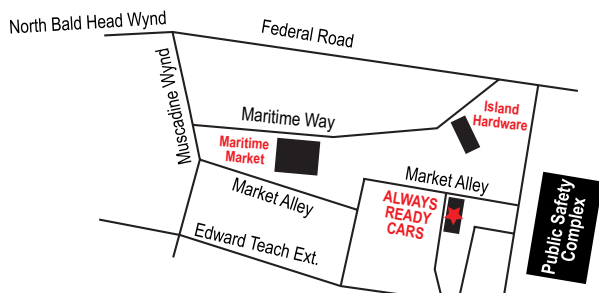 North Bald Head Wynd
Federal Road
Muscadine Wynd
Maritime Way
Island
Hardware
Maritime
Market
Market Alley
Market Alley
ALWAYS
READY
CARS
Edward Teach Ext.
Public Safety
Complex